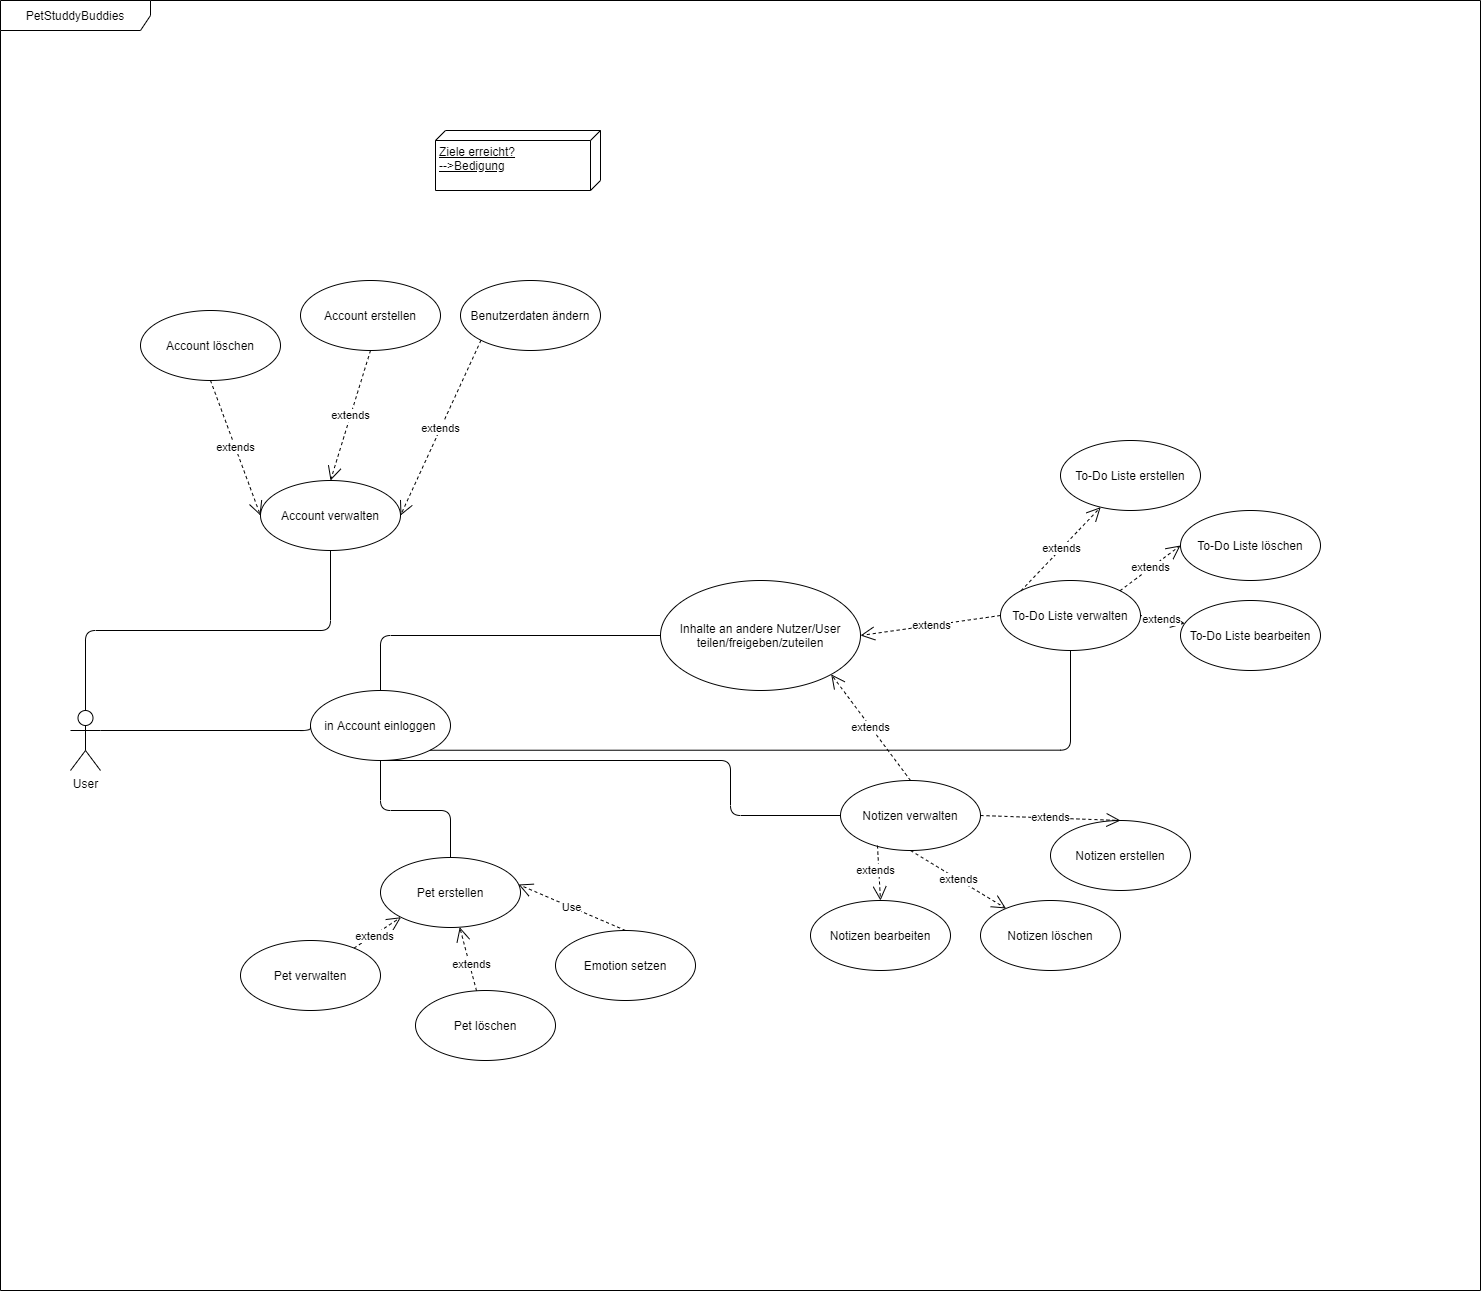 PetStuddyBuddies
Ziele erreicht?
-->Bedigung
Account löschen
Account erstellen
Benutzerdaten ändern
extends
extends
extends
Account verwalten
To-Do Liste erstellen
extends
To-Do Liste löschen
extends
To-Do Liste verwalten
extends
To-Do Liste bearbeiten
Inhalte an andere Nutzer/User
teilen/freigeben/zuteilen
extends
in Account einloggen
extends
User
Notizen verwalten
extends
Notizen erstellen
extends
extends
Notizen bearbeiten
Notizen löschen
Pet erstellen
Use
extends
extends
Emotion setzen
Pet verwalten
Pet löschen